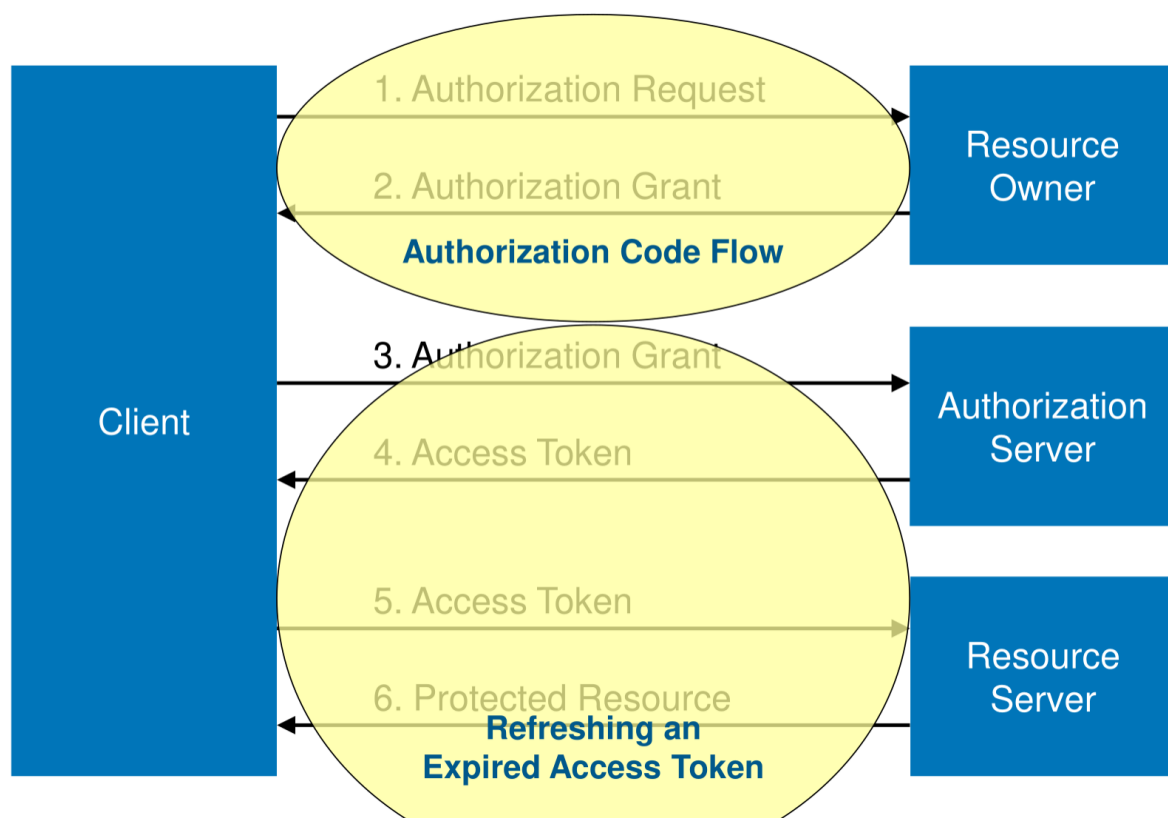 1. Authorization Request
Resource
Owner
2. Authorization Grant
Authorization Code Flow
3. Authorization Grant
Client
Authorization
Server
4. Access Token
5. Access Token
Resource
Server
6. Protected Resource
Refreshing an
Expired Access Token